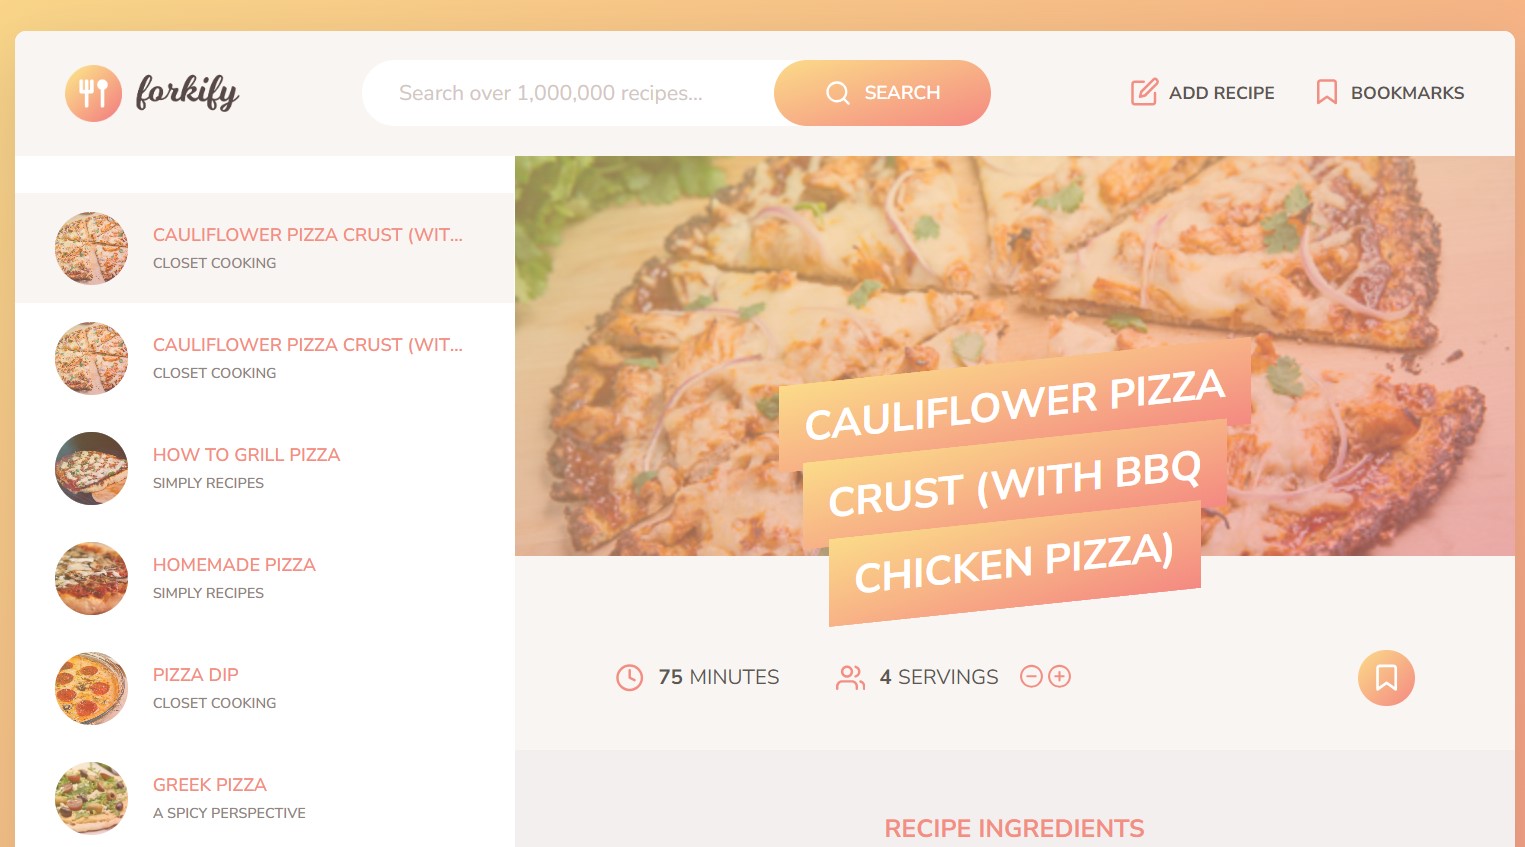 forkify
Search over 1,000,000 recipes...
SEARCH
ADD RECIPE
BOOKMARKS
CAULIFLOWER PIZZA CRUST (WIT...
CLOSET COOKING
CAULIFLOWER PIZZA CRUST (WIT...
CLOSET COOKING
HOW TO GRILL PIZZA
SIMPLY RECIPES
HOMEMADE PIZZA
SIMPLY RECIPES
PIZZA DIP
CLOSET COOKING
GREEK PIZZA
A SPICY PERSPECTIVE
CAULIFLOWER PIZZA
CRUST (WITH BBQ
CHICKEN PIZZA)
75 MINUTES
4 SERVINGS
RECIPE INGREDIENTS